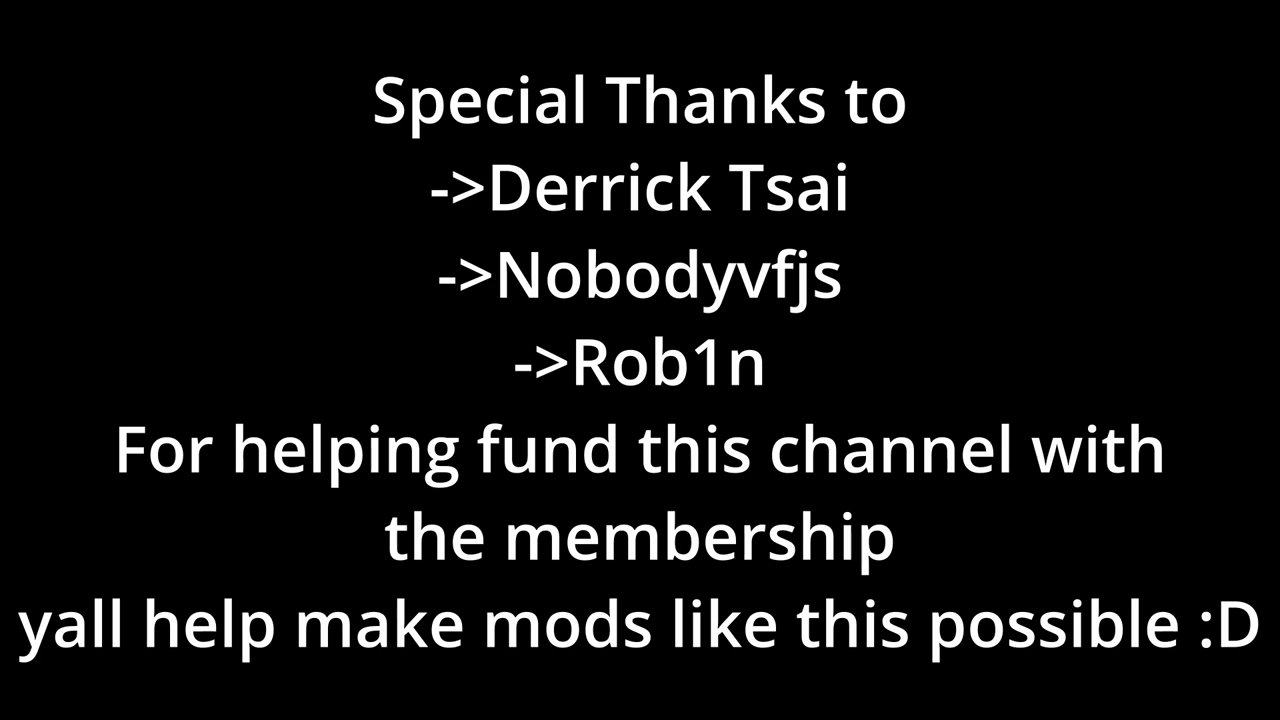 Special Thanks to
->Derrick Tsai
->Nobodyvfjs
->Rob1n
For helping fund this channel with
the membership
yall help make mods like this possible :D